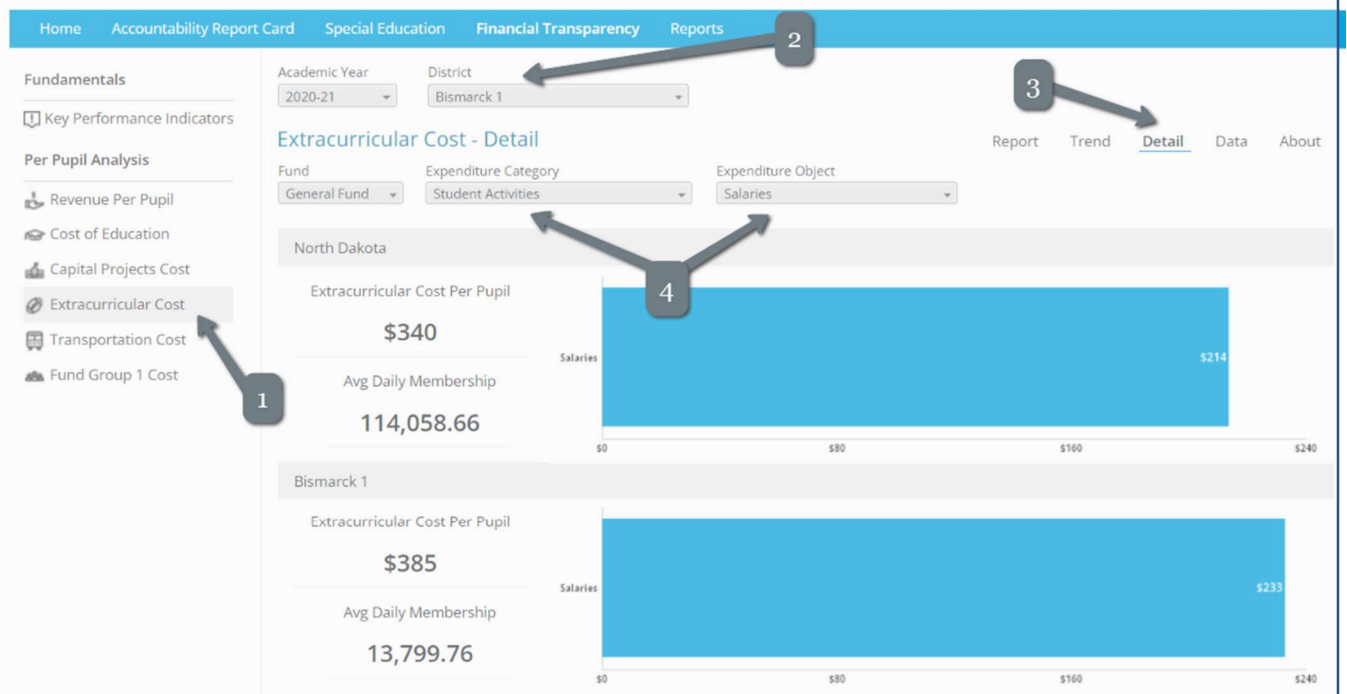 Home Accountability Report Card Special Education Financial Transparency Reports
2
Fundamentals
Key Performance Indicators
Per Pupil Analysis
Revenue Per Pupil
Cost of Education
Capital Projects Cost
Extracurricular Cost
Transportation Cost
Fund Group 1 Cost
1
Academic Year District
2020-21 Bismarck 1
3
Extracurricular Cost - Detail
Report Trend Detail Data About
Fund Expenditure Category Expenditure Object
General Fund Student Activities Salaries
4
North Dakota
Extracurricular Cost Per Pupil
$340
Avg Daily Membership
114,058.66
Salaries
$214
$0 $80 $160 $240
Bismarck 1
Extracurricular Cost Per Pupil
$385
Avg Daily Membership
13,799.76
Salaries
$233
$0 $80 $160 $240